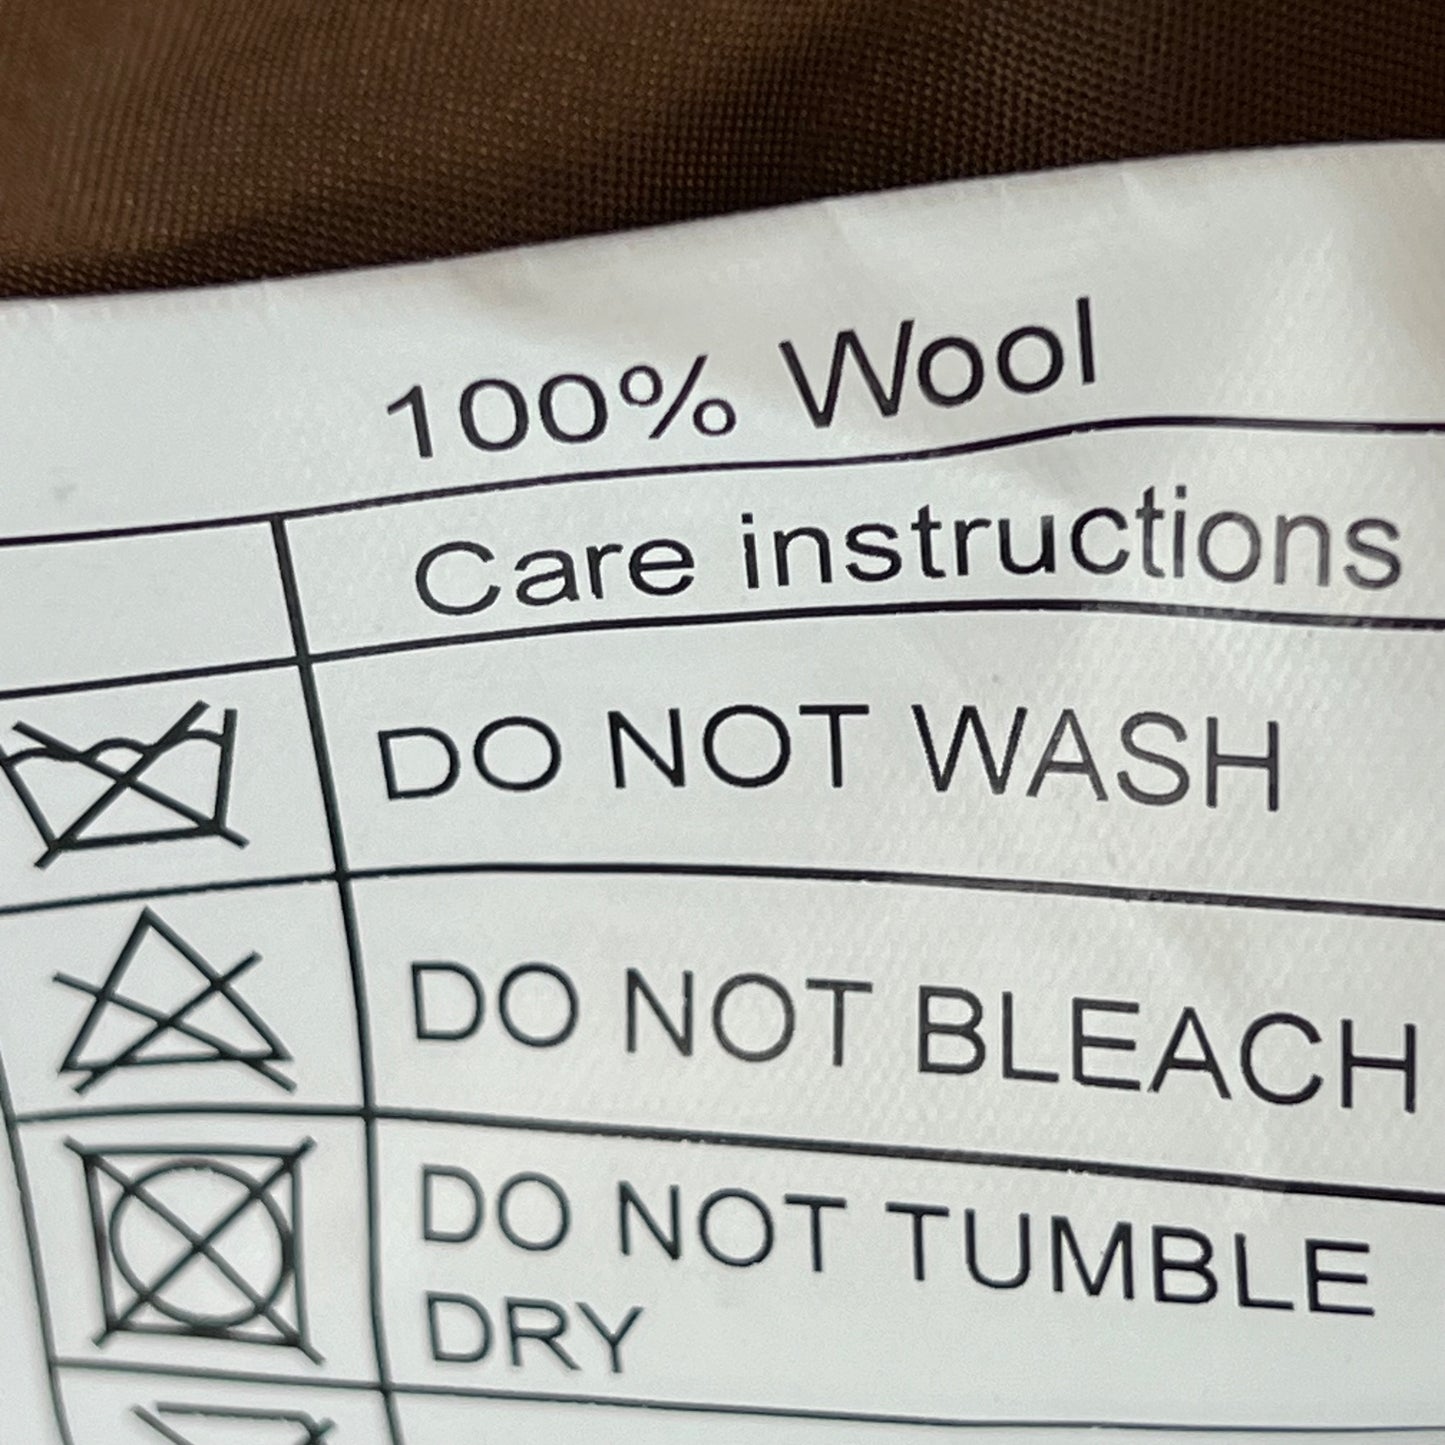 100% Wool
Care instructions
DO NOT WASH
DO NOT BLEACH
DO NOT TUMBLE
DRY